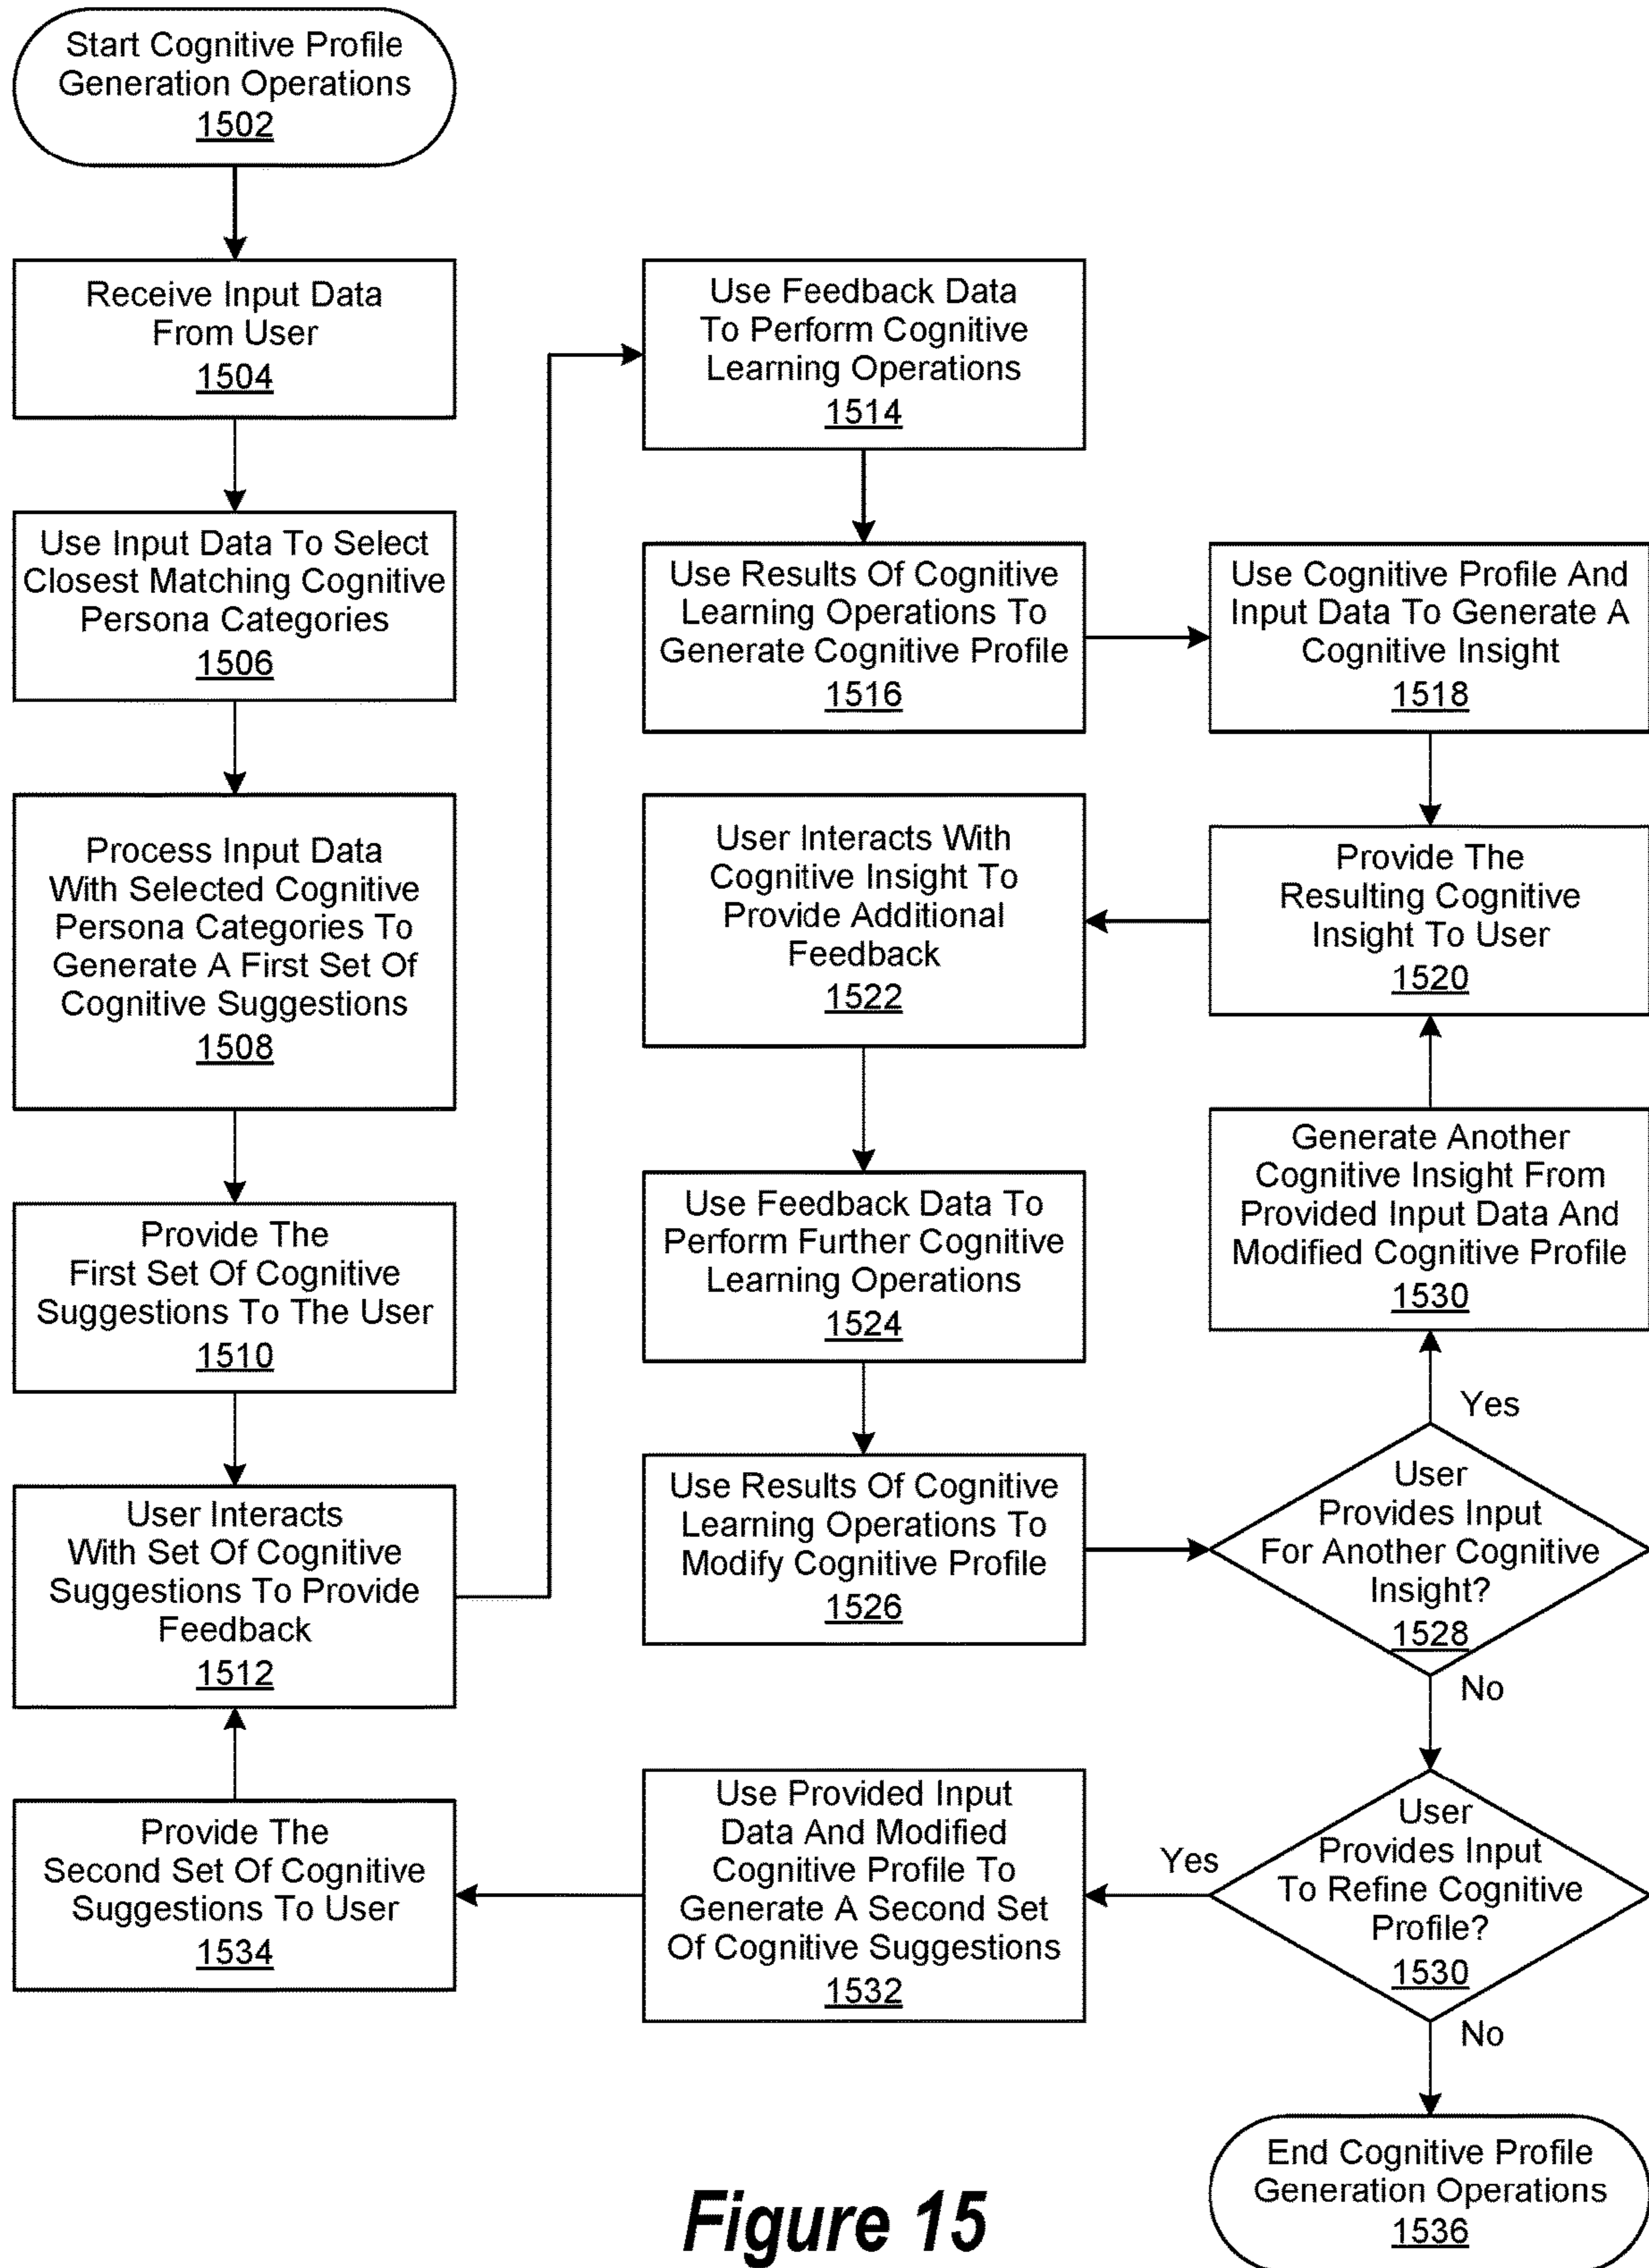 Start Cognitive Profile
Generation Operations
1502
Receive Input Data
From User
1504
Use Input Data To Select
Closest Matching Cognitive
Persona Categories
1506
Process Input Data
With Selected Cognitive
Persona Categories To
Generate A First Set Of
Cognitive Suggestions
1508
Provide The
First Set Of Cognitive
Suggestions To The User
1510
User Interacts
With Set Of Cognitive
Suggestions To Provide
Feedback
1512
Use Feedback Data
To Perform Cognitive
Learning Operations
1514
Use Results Of Cognitive
Learning Operations To
Generate Cognitive Profile
1516
Use Cognitive Profile And
Input Data To Generate A
Cognitive Insight
1518
Provide The
Resulting Cognitive
Insight To User
1520
User Interacts With
Cognitive Insight To
Provide Additional
Feedback
1522
Use Feedback Data To
Perform Further Cognitive
Learning Operations
1524
Use Results Of Cognitive
Learning Operations To
Modify Cognitive Profile
1526
User
Provides Input
For Another Cognitive
Insight?
1528
Yes
Generate Another
Cognitive Insight From
Provided Input Data And
Modified Cognitive Profile
1530
No
User
Provides Input
To Refine Cognitive
Profile?
1530
Yes
Use Provided Input
Data And Modified
Cognitive Profile To
Generate A Second Set
Of Cognitive Suggestions
1532
Provide The
Second Set Of Cognitive
Suggestions To User
1534
No
End Cognitive Profile
Generation Operations
1536
Figure 15